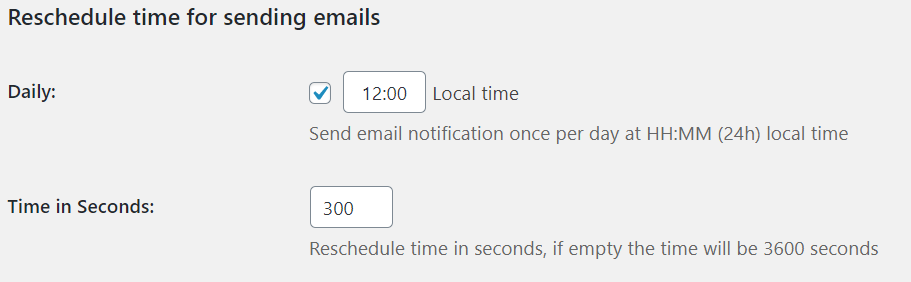 Reschedule time for sending emails
Daily:
12:00 Local time
Send email notification once per day at HH:MM (24h) local time
Time in Seconds:
300
Reschedule time in seconds, if empty the time will be 3600 seconds